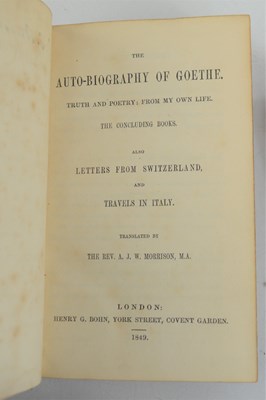 THE
AUTO-BIOGRAPHY OF GOETHE.
TRUTH AND POETRY: FROM MY OWN LIFE.
THE CONCLUDING BOOKS.
ALSO
LETTERS FROM SWITZERLAND,
AND
TRAVELS IN ITALY.
TRANSLATED BY
THE REV. A. J. W. MORRISON, M.A.
LONDON:
HENRY G. BOHN, YORK STREET, COVENT GARDEN.
1849.